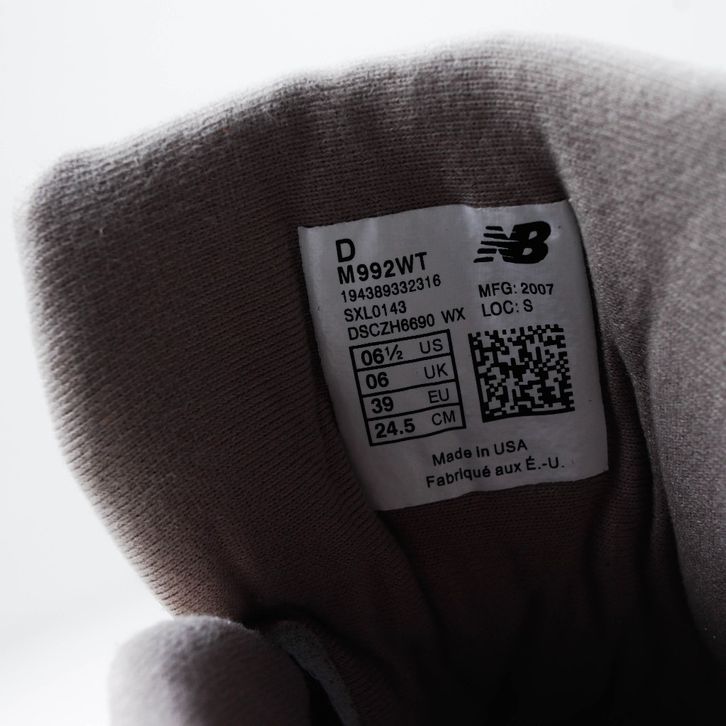 D
NB
M992WT
194389332316
SXL0143
DSCZH6690 WX
MFG: 2007
LOC: S
06½ US
06 UK
39 EU
24.5 CM
Made in USA
Fabriqué aux É.-U.